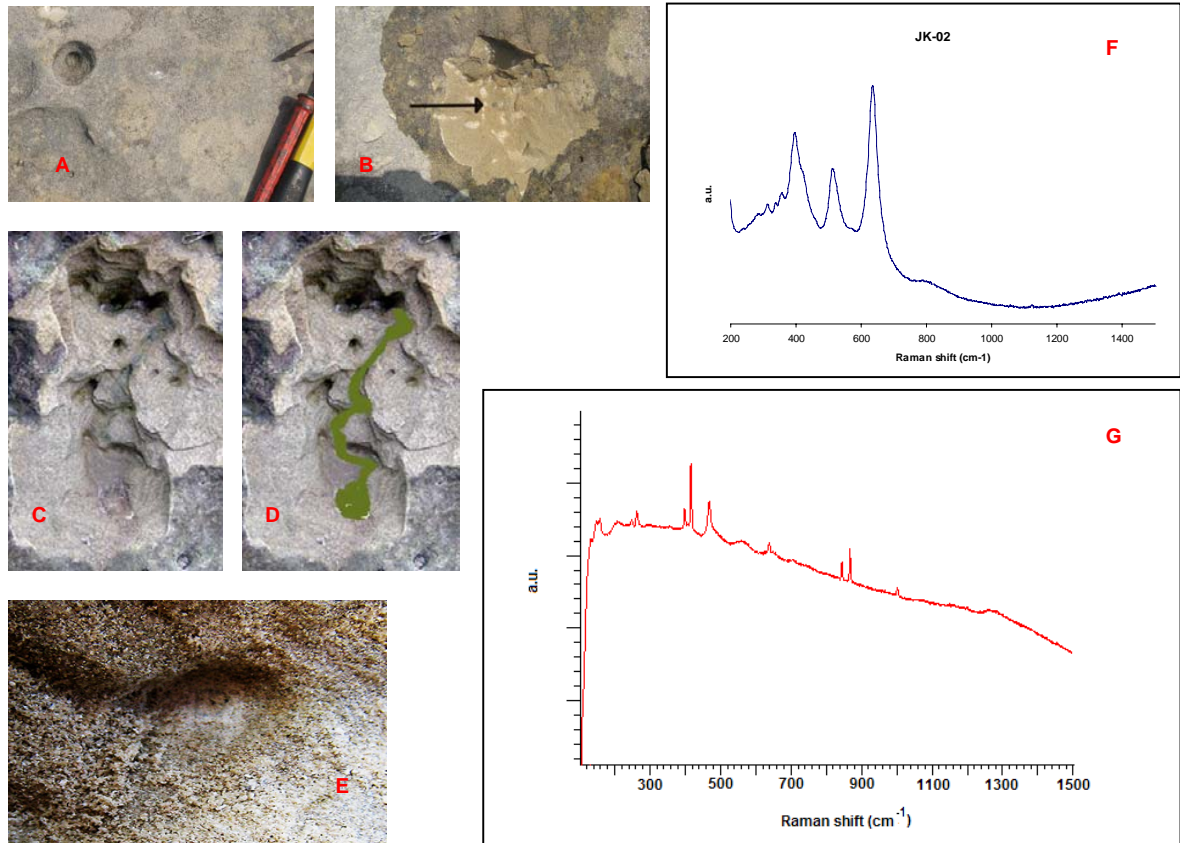 A
B
JK-02
F
a.u.
200 400 600 800 1000 1200 1400
Raman shift (cm-1)
C
D
G
a.u.
300 500 700 900 1100 1300 1500
Raman shift (cm⁻¹)
E